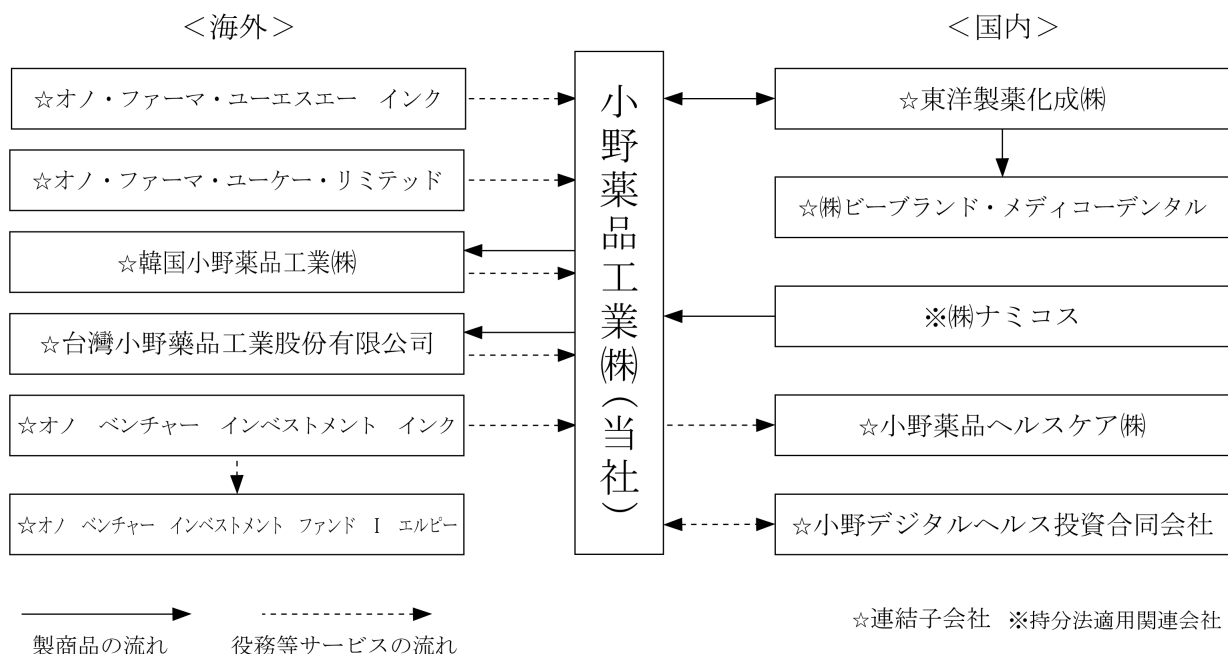 ＜海外＞
☆オノ・ファーマ・ユーエスエー　インク
☆オノ・ファーマ・ユーケー・リミテッド
☆韓国小野薬品工業㈱
☆台灣小野藥品工業股份有限公司
☆オノ　ベンチャー　インベストメント　インク
☆オノ　ベンチャー　インベストメント　ファンド　Ⅰ　エルピー
小野薬品工業㈱（当社）
＜国内＞
☆東洋製薬化成㈱
☆㈱ビーブランド・メディコーデンタル
※㈱ナミコス
☆小野薬品ヘルスケア㈱
☆小野デジタルヘルス投資合同会社
製商品の流れ
役務等サービスの流れ
☆連結子会社　※持分法適用関連会社